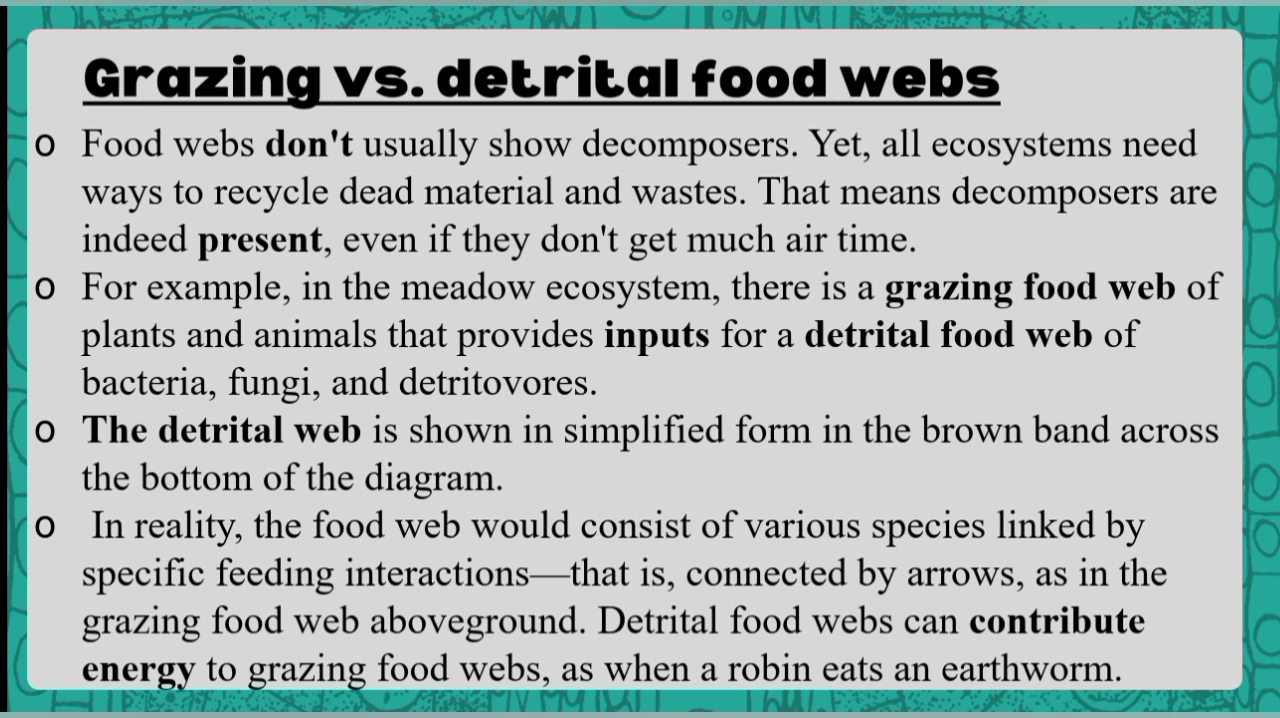 Grazing vs. detrital food webs
o Food webs don't usually show decomposers. Yet, all ecosystems need
ways to recycle dead material and wastes. That means decomposers are
indeed present, even if they don't get much air time.
o For example, in the meadow ecosystem, there is a grazing food web of
plants and animals that provides inputs for a detrital food web of
bacteria, fungi, and detritovores.
o The detrital web is shown in simplified form in the brown band across
the bottom of the diagram.
o In reality, the food web would consist of various species linked by
specific feeding interactions—that is, connected by arrows, as in the
grazing food web aboveground. Detrital food webs can contribute
energy to grazing food webs, as when a robin eats an earthworm.